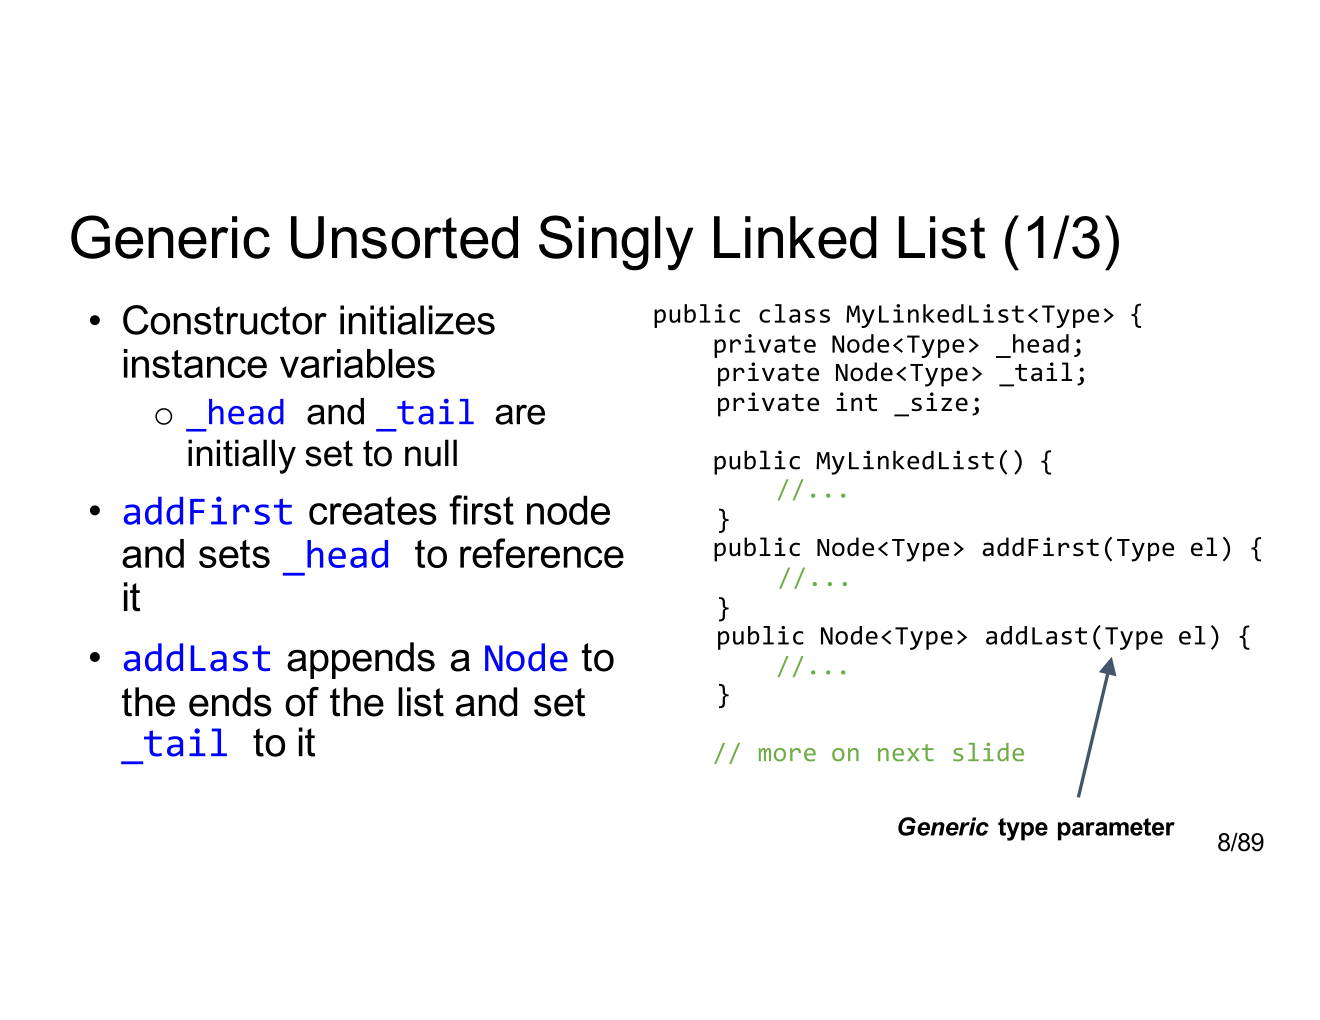 Generic Unsorted Singly Linked List (1/3)
• Constructor initializes
instance variables
o _head and _tail are
initially set to null
• addFirst creates first node
and sets _head to reference
it
• addLast appends a Node to
the ends of the list and set
_tail to it
public class MyLinkedList<Type> {
private Node<Type> _head;
private Node<Type> _tail;
private int _size;
public MyLinkedList() {
//...
}
public Node<Type> addFirst(Type el) {
//...
}
public Node<Type> addLast(Type el) {
//...
}
// more on next slide
Generic type parameter
8/89